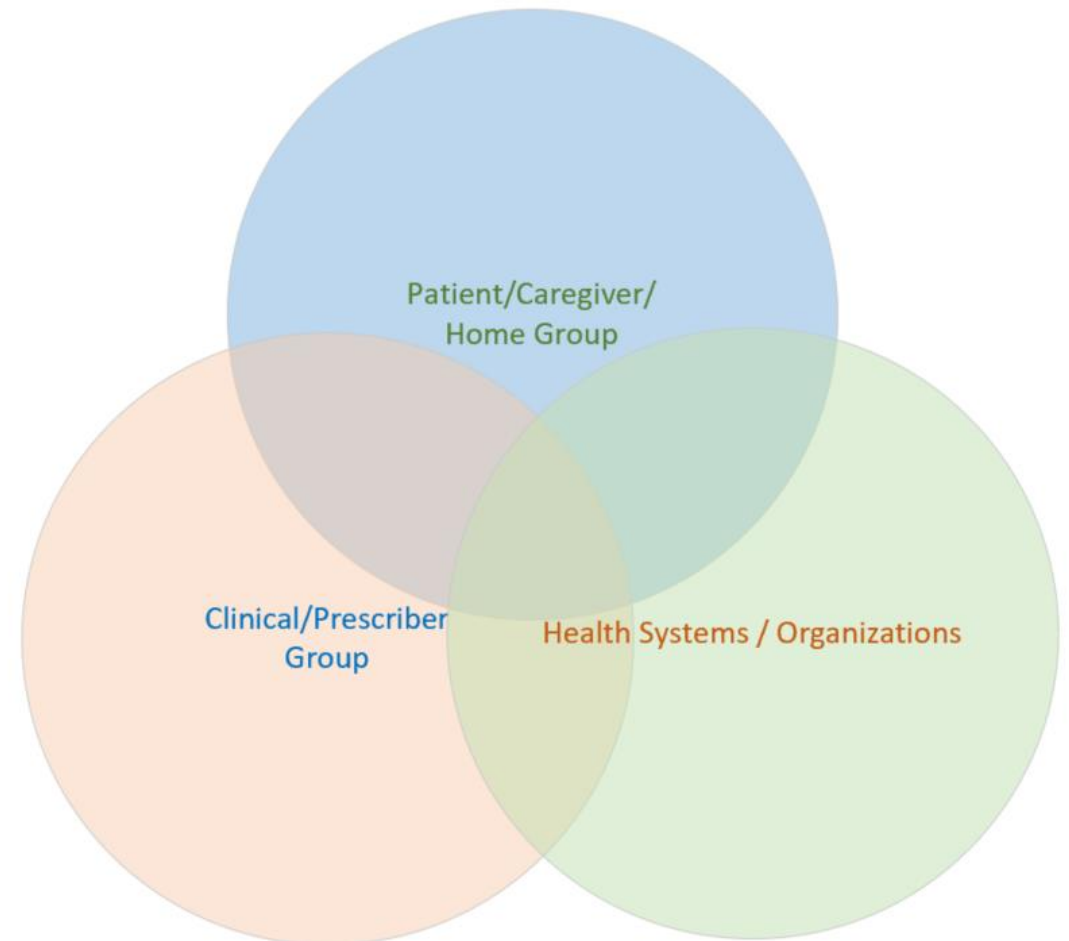 Patient/Caregiver/
Home Group
Clinical/Prescriber
Group
Health Systems / Organizations